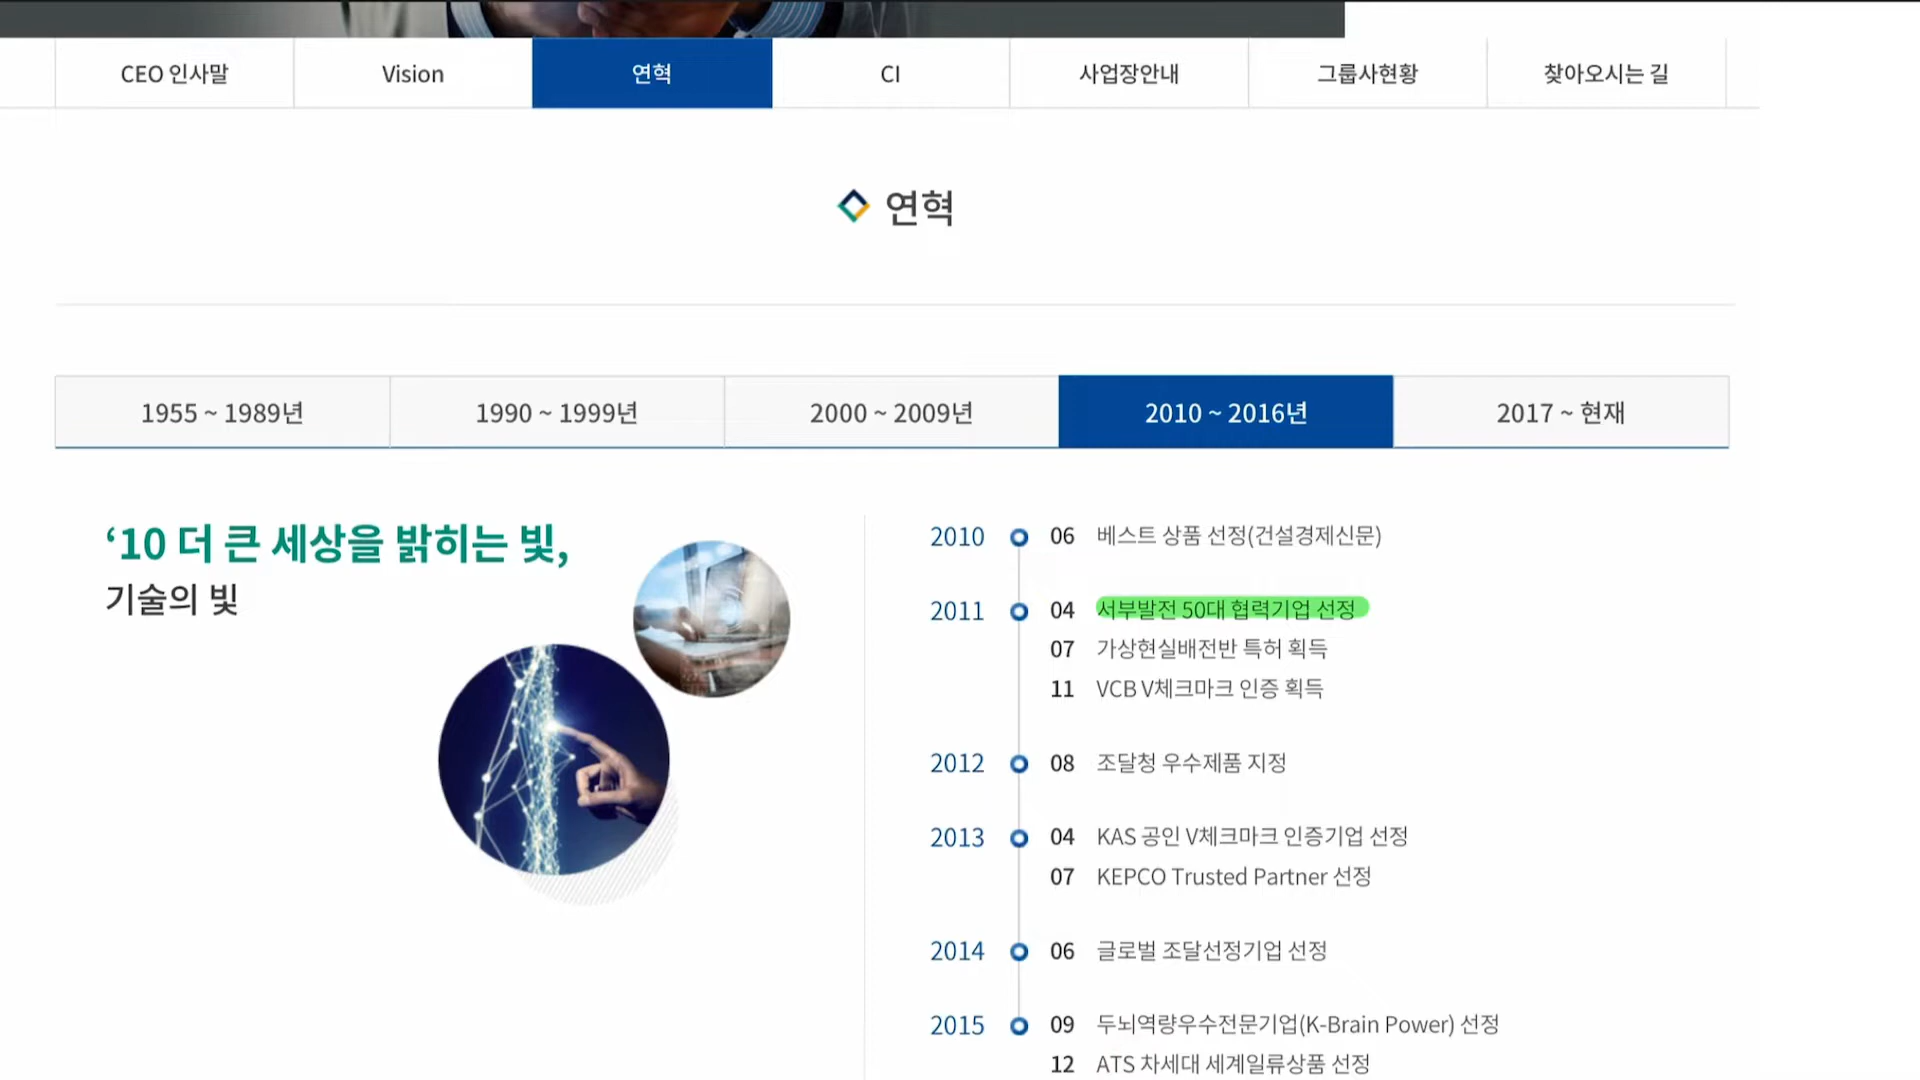 CEO 인사말
Vision
연혁
CI
사업장안내
그룹사현황
찾아오시는 길
연혁
1955 ~ 1989년
1990 ~ 1999년
2000 ~ 2009년
2010 ~ 2016년
2017 ~ 현재
‘10 더 큰 세상을 밝히는 빛,
기술의 빛
2010 06 베스트 상품 선정(건설경제신문)
2011 04 서부발전 50대 협력기업 선정
07 가상현실배전반 특허 획득
11 VCB V체크마크 인증 획득
2012 08 조달청 우수제품 지정
2013 04 KAS 공인 V체크마크 인증기업 선정
07 KEPCO Trusted Partner 선정
2014 06 글로벌 조달선정기업 선정
2015 09 두뇌역량우수전문기업(K-Brain Power) 선정
12 ATS 차세대 세계일류상품 선정